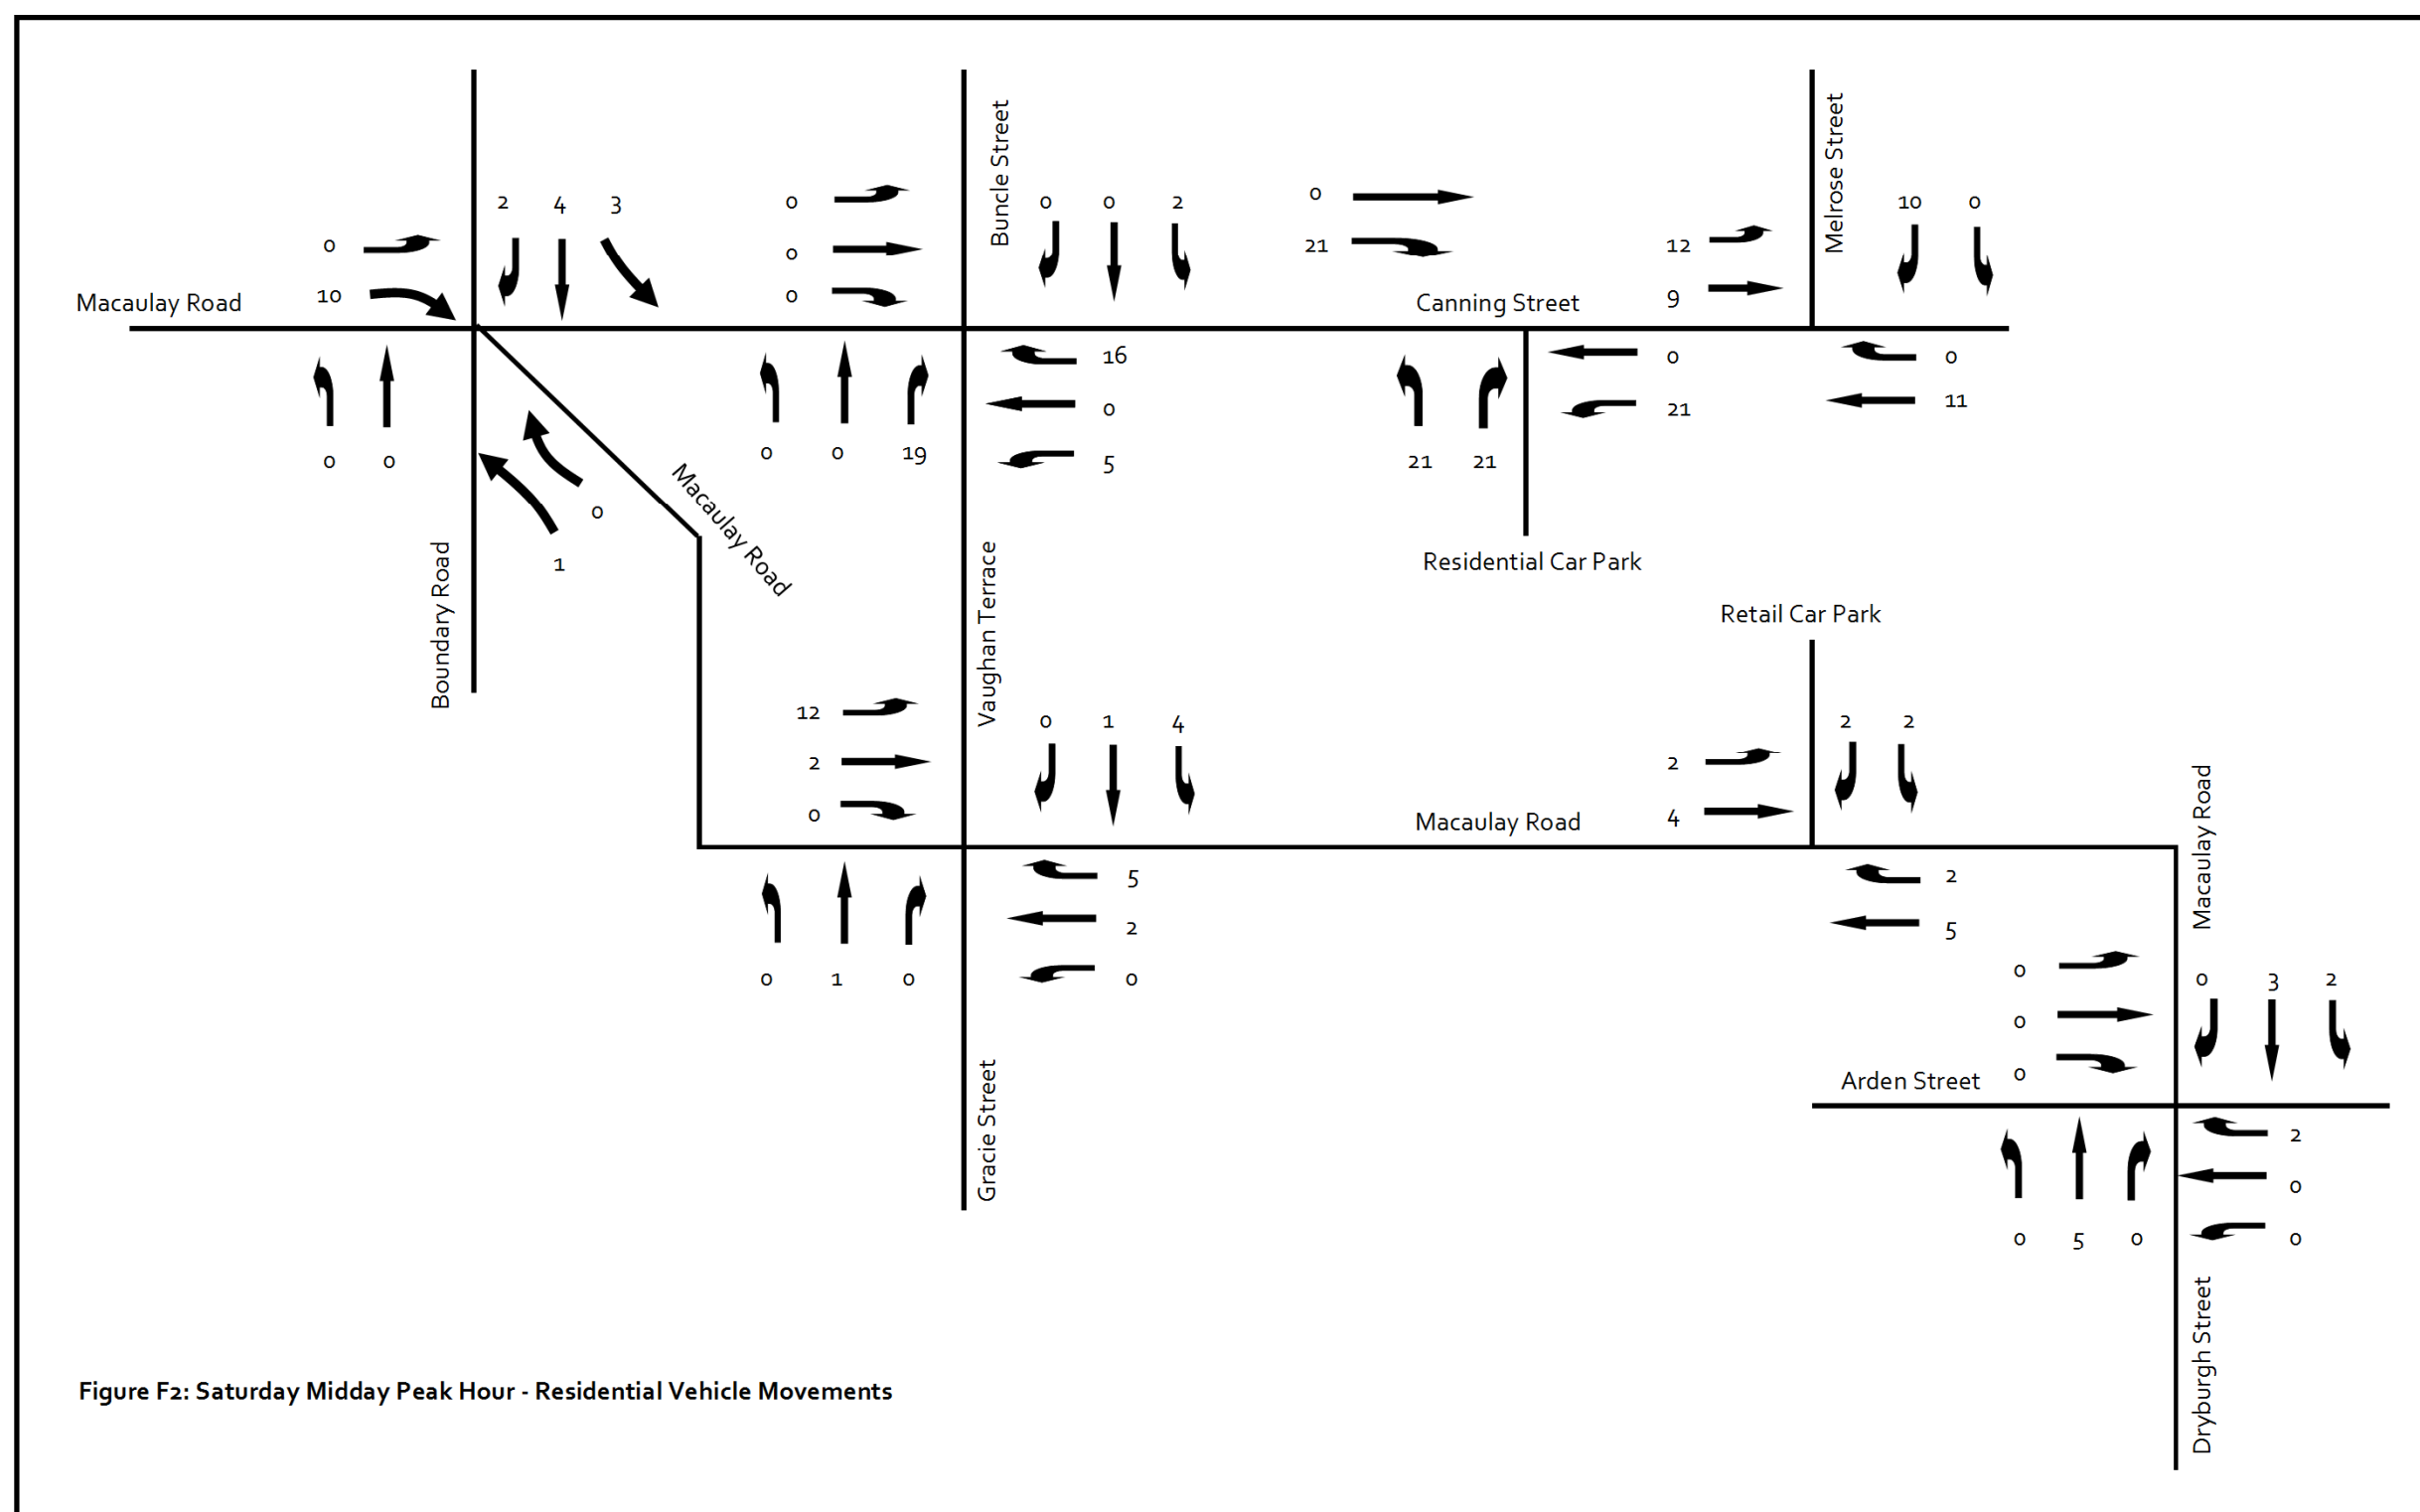 Buncle Street
Melrose Street
2 4 3
0
0
0
10
0 0 2
0
21
12
9
10 0
Macaulay Road
Canning Street
0 0
0
1
0 0 19
16
0
5
21 21
0
21
0
11
Macaulay Road
Boundary Road
Vaughan Terrace
Residential Car Park
Retail Car Park
12
2
0
0 1 4
2
4
2 2
Macaulay Road
Macaulay Road
0 1 0
5
2
0
2
5
0
0
0
0 3 2
Arden Street
Gracie Street
0 5 0
2
0
0
Dryburgh Street
Figure F2: Saturday Midday Peak Hour - Residential Vehicle Movements